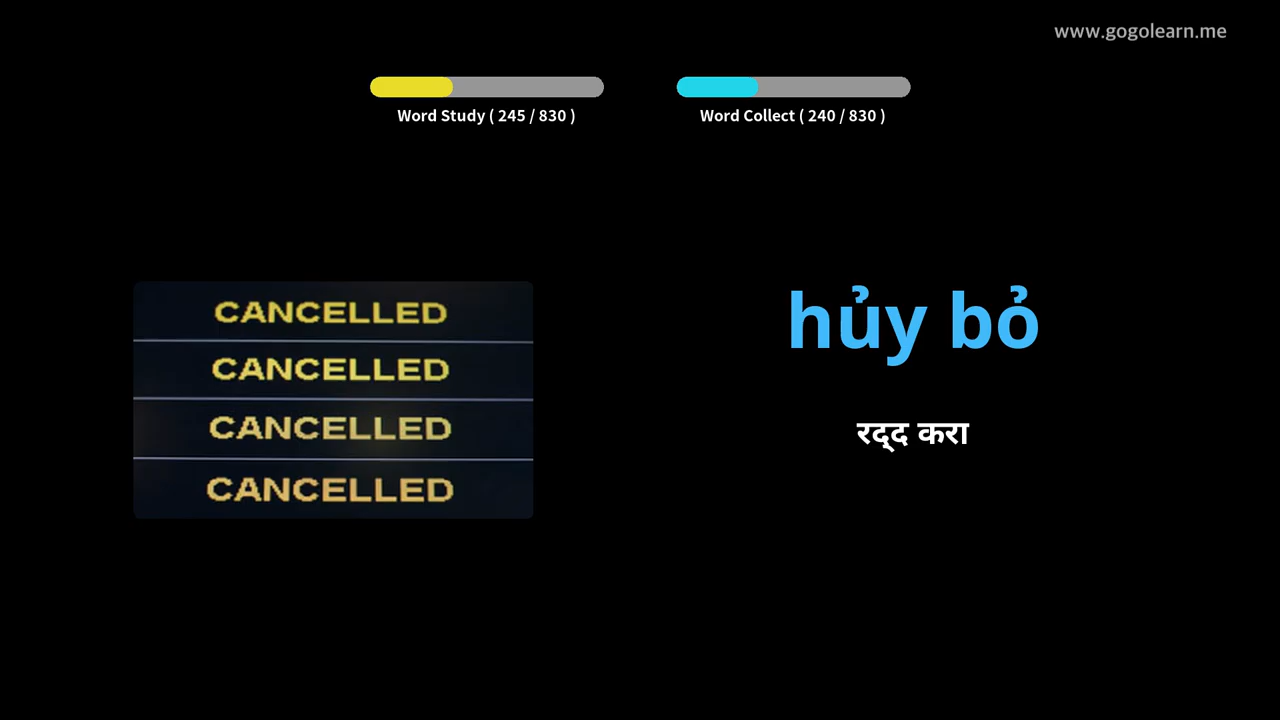 www.gogolearn.me
Word Study ( 245 / 830 )
Word Collect ( 240 / 830 )
CANCELLED
CANCELLED
CANCELLED
CANCELLED
hủy bỏ
रद्द करा